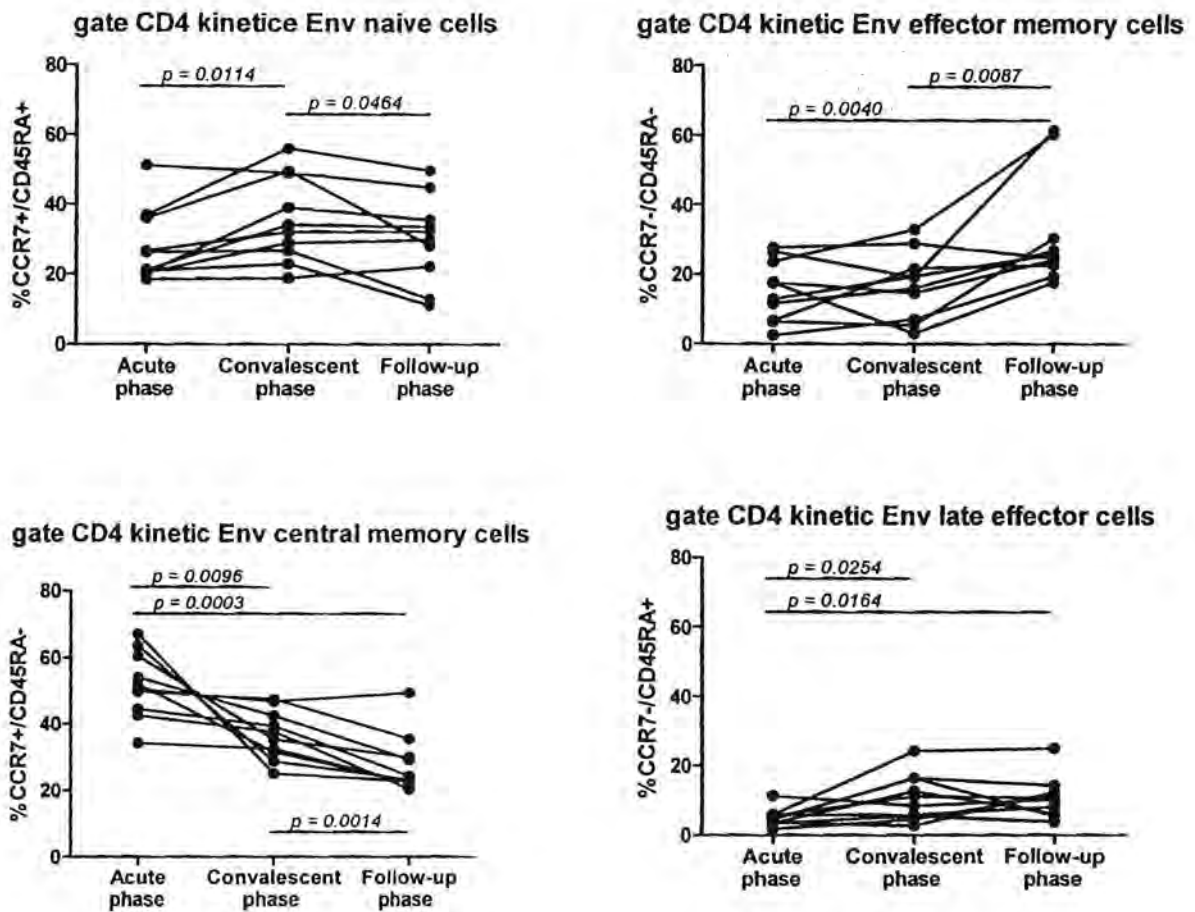 gate CD4 kinetice Env naive cells
80
60
40
20
0
%CCR7+/CD45RA+
p = 0.0114
p = 0.0464
Acute phase
Convalescent phase
Follow-up phase
gate CD4 kinetic Env effector memory cells
80
60
40
20
0
%CCR7-/CD45RA-
p = 0.0087
p = 0.0040
Acute phase
Convalescent phase
Follow-up phase
gate CD4 kinetic Env central memory cells
80
60
40
20
0
%CCR7+/CD45RA-
p = 0.0096
p = 0.0003
p = 0.0014
Acute phase
Convalescent phase
Follow-up phase
gate CD4 kinetic Env late effector cells
80
60
40
20
0
%CCR7-/CD45RA+
p = 0.0254
p = 0.0164
Acute phase
Convalescent phase
Follow-up phase